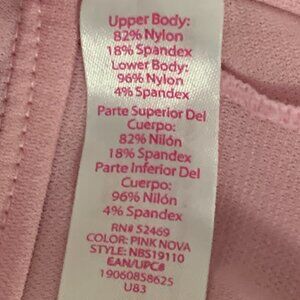 Upper Body:
82% Nylon
18% Spandex
Lower Body:
96% Nylon
4% Spandex
Parte Superior Del
Cuerpo:
82% Nilón
18% Spandex
Parte Inferior Del
Cuerpo:
96% Nilón
4% Spandex
RN# 52469
COLOR: PINK NOVA
STYLE: NBS19110
EAN/UPC#
19060858625
U83